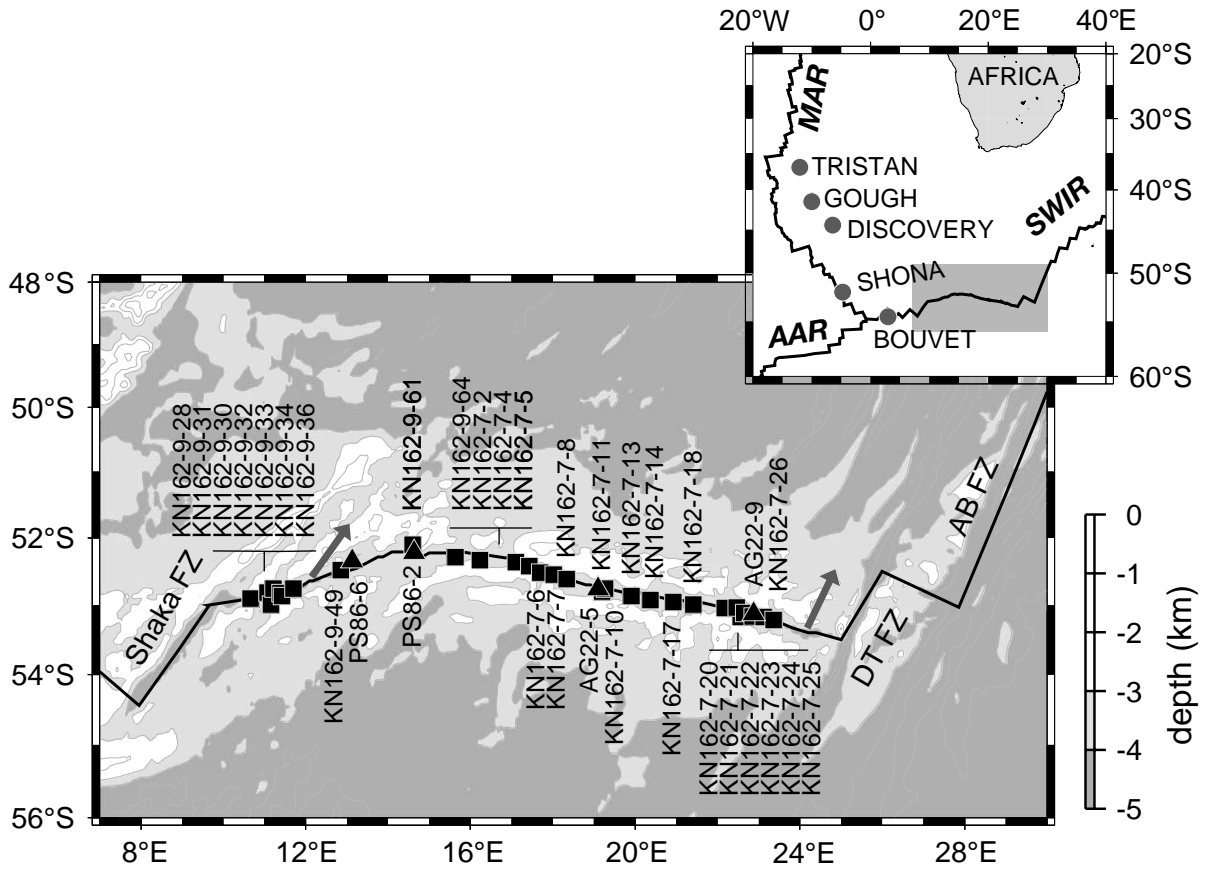 20°W
0°
20°E
40°E
20°S
30°S
40°S
50°S
60°S
AFRICA
MAR
TRISTAN
GOUGH
DISCOVERY
SWIR
SHONA
BOUVET
AAR
48°S
50°S
52°S
54°S
56°S
KN162-9-28
KN162-9-31
KN162-9-30
KN162-9-32
KN162-9-33
KN162-9-34
KN162-9-36
KN162-9-61
KN162-9-64
KN162-7-2
KN162-7-4
KN162-7-5
KN162-7-8
KN162-7-11
KN162-7-13
KN162-7-14
KN162-7-18
AG22-9
KN162-7-26
Shaka FZ
KN162-9-49
PS86-6
PS86-2
KN162-7-6
KN162-7-7
AG22-5
KN162-7-10
KN162-7-17
KN162-7-20
KN162-7-21
KN162-7-22
KN162-7-23
KN162-7-24
KN162-7-25
DT FZ
AB FZ
0
-1
-2
-3
-4
-5
depth (km)
8°E
12°E
16°E
20°E
24°E
28°E